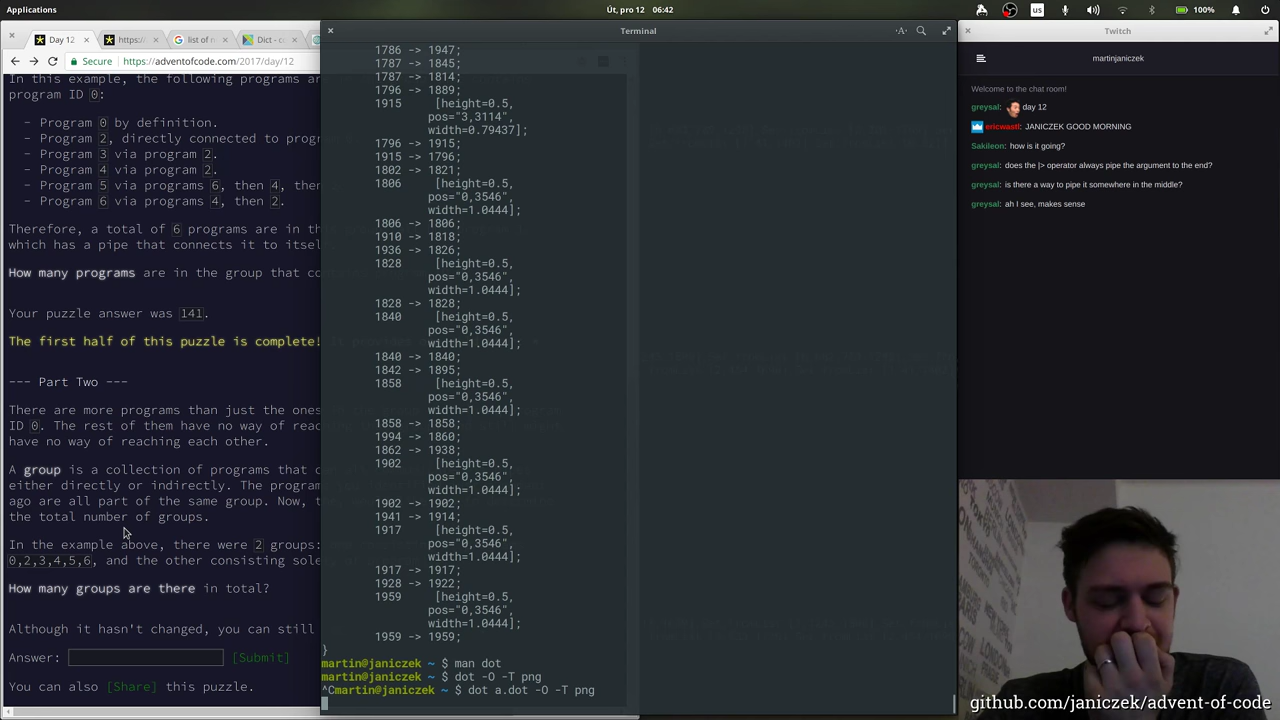 Applications
Út, pro 12 06:42
us
100%
Day 12
https:/
list of n
Dict - c
Secure https://adventofcode.com/2017/day/12
In this example, the following programs are
program ID 0:
- Program 0 by definition.
- Program 2, directly connected to progr
- Program 3 via program 2.
- Program 4 via program 2.
- Program 5 via programs 6, then 4, then
- Program 6 via programs 4, then 2.
Therefore, a total of 6 programs are in this
which has a pipe that connects it to itself
How many programs are in the group that con
Your puzzle answer was 141.
The first half of this puzzle is complete!
--- Part Two ---
There are more programs than just the ones
ID 0. The rest of them have no way of reac
have no way of reaching each other.
A group is a collection of programs that c
either directly or indirectly. The programs
ago are all part of the same group. Now, t
the total number of groups.
In the example above, there were 2 groups:
0,2,3,4,5,6, and the other consisting sole
How many groups are there in total?
Although it hasn't changed, you can still
Answer: [Submit]
You can also [Share] this puzzle.
Terminal
1786 -> 1947;
1787 -> 1845;
1787 -> 1814;
1796 -> 1889;
1915 [height=0.5,
pos="3,3114",
width=0.79437];
1796 -> 1915;
1915 -> 1796;
1802 -> 1821;
1806 [height=0.5,
pos="0,3546",
width=1.0444];
1806 -> 1806;
1910 -> 1818;
1936 -> 1826;
1828 [height=0.5,
pos="0,3546",
width=1.0444];
1828 -> 1828;
1840 [height=0.5,
pos="0,3546",
width=1.0444];
1840 -> 1840;
1842 -> 1895;
1858 [height=0.5,
pos="0,3546",
width=1.0444];
1858 -> 1858;
1994 -> 1860;
1862 -> 1938;
1902 [height=0.5,
pos="0,3546",
width=1.0444];
1902 -> 1902;
1941 -> 1914;
1917 [height=0.5,
pos="0,3546",
width=1.0444];
1917 -> 1917;
1928 -> 1922;
1959 [height=0.5,
pos="0,3546",
width=1.0444];
1959 -> 1959;
}
martin@janiczek ~ $ man dot
martin@janiczek ~ $ dot -O -T png
^Cmartin@janiczek ~ $ dot a.dot -O -T png
Twitch
martinjaniczek
Welcome to the chat room!
greysal: day 12
ericwastl: JANICZEK GOOD MORNING
Sakileon: how is it going?
greysal: does the |> operator always pipe the argument to the end?
greysal: is there a way to pipe it somewhere in the middle?
greysal: ah I see, makes sense
github.com/janiczek/advent-of-code